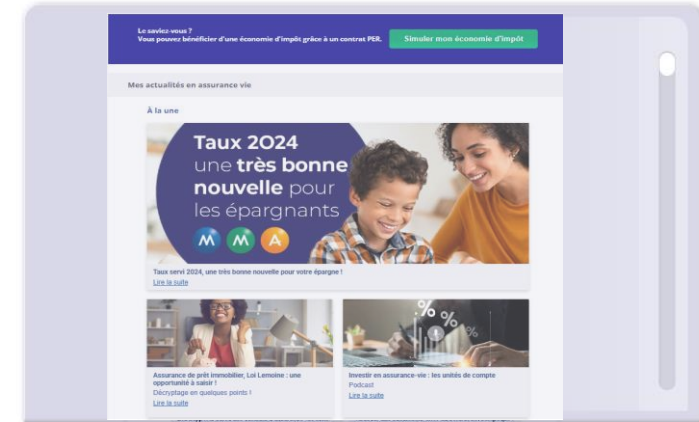 Le saviez-vous ?
Vous pouvez bénéficier d'une économie d'impôt grâce à un contrat PER.
Simuler mon économie d'impôt
Mes actualités en assurance vie
À la une
Taux 2024
une très bonne
nouvelle pour
les épargnants
M M A
Taux servi 2024, une très bonne nouvelle pour votre épargne !
Lire la suite
Assurance de prêt immobilier, Loi Lemoine : une
opportunité à saisir !
Décryptage en quelques points !
Lire la suite
% % %
Investir en assurance-vie : les unités de compte
Podcast
Lire la suite